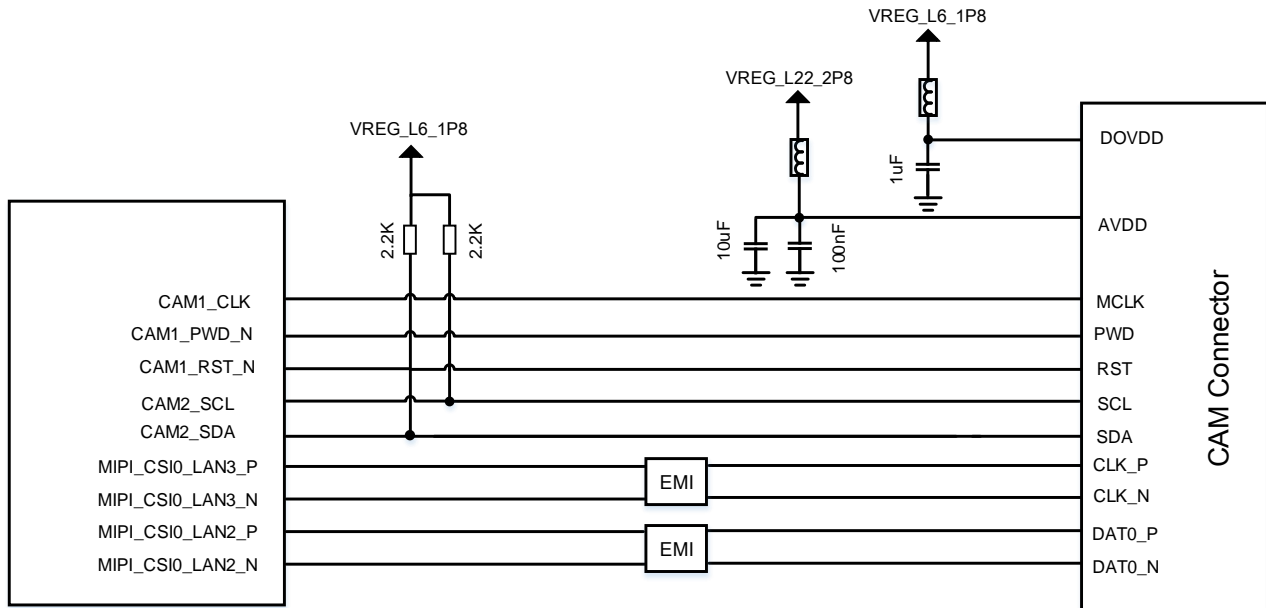 VREG_L6_1P8
VREG_L22_2P8
VREG_L6_1P8
DOVDD
1uF
AVDD
2.2K
2.2K
10uF
100nF
CAM1_CLK
MCLK
CAM1_PWD_N
PWD
CAM1_RST_N
RST
CAM2_SCL
SCL
CAM2_SDA
SDA
MIPI_CSI0_LAN3_P
CLK_P
EMI
MIPI_CSI0_LAN3_N
CLK_N
MIPI_CSI0_LAN2_P
DAT0_P
EMI
MIPI_CSI0_LAN2_N
DAT0_N
CAM Connector